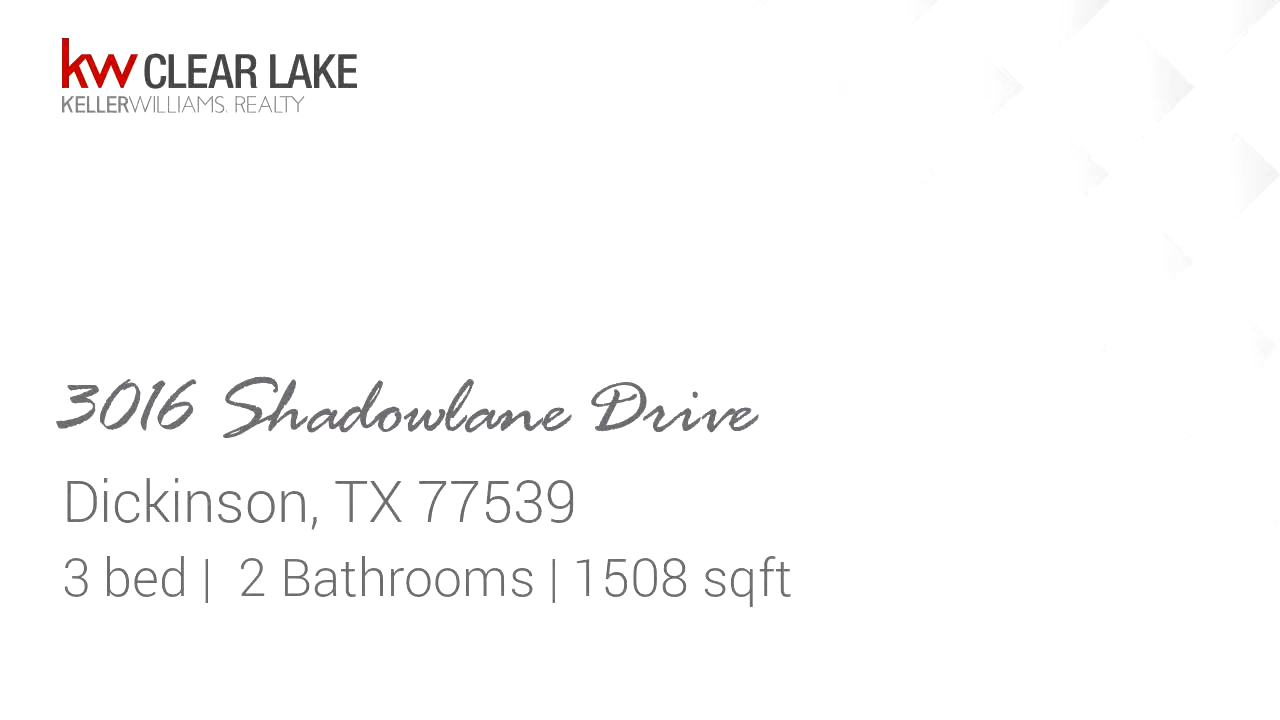 kw CLEAR LAKE
KELLERWILLIAMS. REALTY
3016 Shadowlane Drive
Dickinson, TX 77539
3 bed | 2 Bathrooms | 1508 sqft